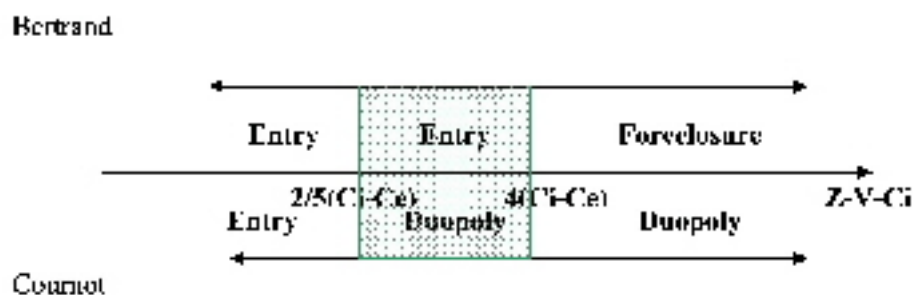 Bertrand
Entry Entry Foreclosure
2/5(Ci-Ce) 4(Ci-Ce) Z-V-Ci
Entry Duopoly Duopoly
Cournot